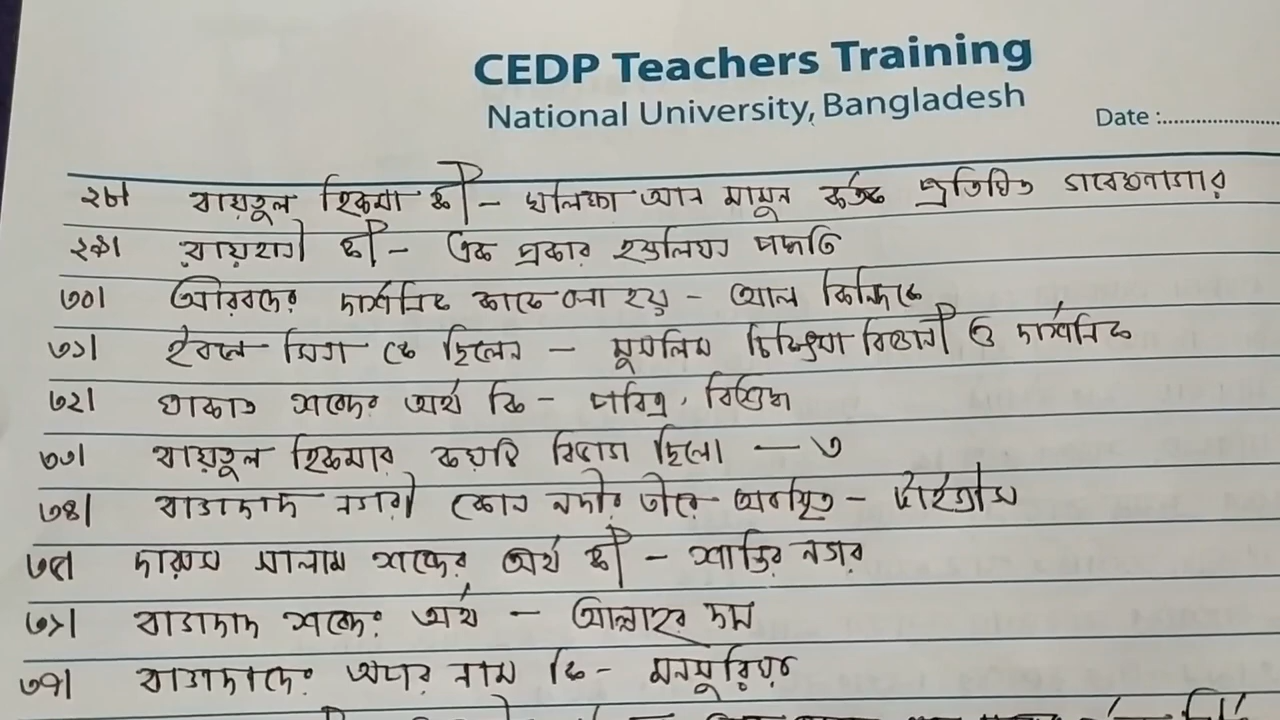 CEDP Teachers Training
National University, Bangladesh
Date :........................
২৮। বায়তুল হিকমা কী - খলিফা আল মামুন কর্তৃক প্রতিষ্ঠিত গবেষণাগার
২৯। কী - এক প্রকার হস্তলিখন পদ্ধতি
৩০। আরবদের দার্শনিক কাকে বলা হয় - আল কিন্দিকে
৩১। ইবনে সিনা কে ছিলেন - মুসলিম চিকিৎসা বিজ্ঞানী ও দার্শনিক
৩২। যাকাত শব্দের অর্থ কি - পবিত্র, বিশুদ্ধ
৩৩। বায়তুল হিকমার কয়টি বিভাগ ছিলো - ৩
৩৪। বাগদাদ নগরী কোন নদীর তীরে অবস্থিত - টাইগ্রীস
৩৫। দারুস সালাম শব্দের অর্থ কী - শান্তির নগর
৩৬। বাগদাদ শব্দের অর্থ - আল্লাহর দান
৩৭। বাগদাদের অপর নাম কি - মনসুরিয়া